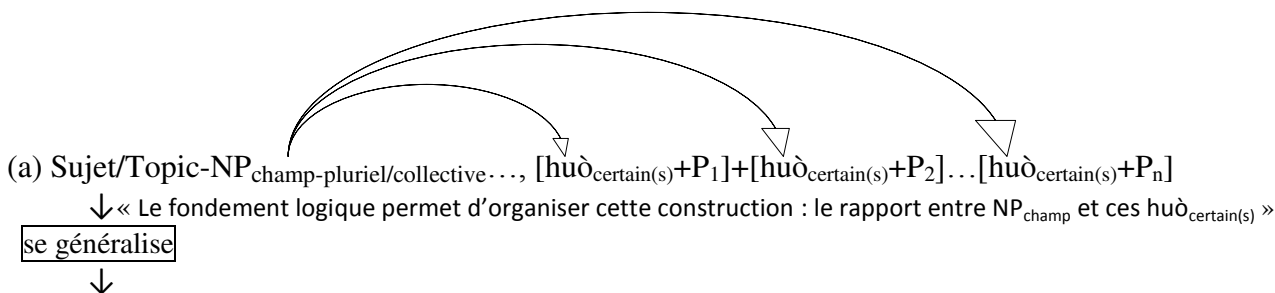 (a) Sujet/Topic-NPchamp-pluriel/collective…, [huòcertain(s)+P1]+[huòcertain(s)+P2]…[huòcertain(s)+Pn]
↓« Le fondement logique permet d'organiser cette construction : le rapport entre NPchamp et ces huòcertain(s) »
se généralise
↓